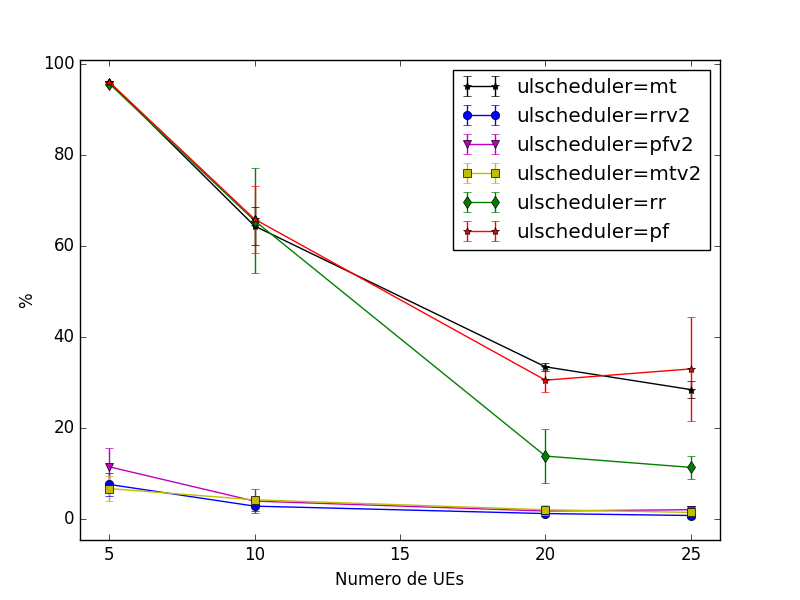 100
80
60
40
20
0
%
5
10
15
20
25
Numero de UEs
ulscheduler=mt
ulscheduler=rrv2
ulscheduler=pfv2
ulscheduler=mtv2
ulscheduler=rr
ulscheduler=pf